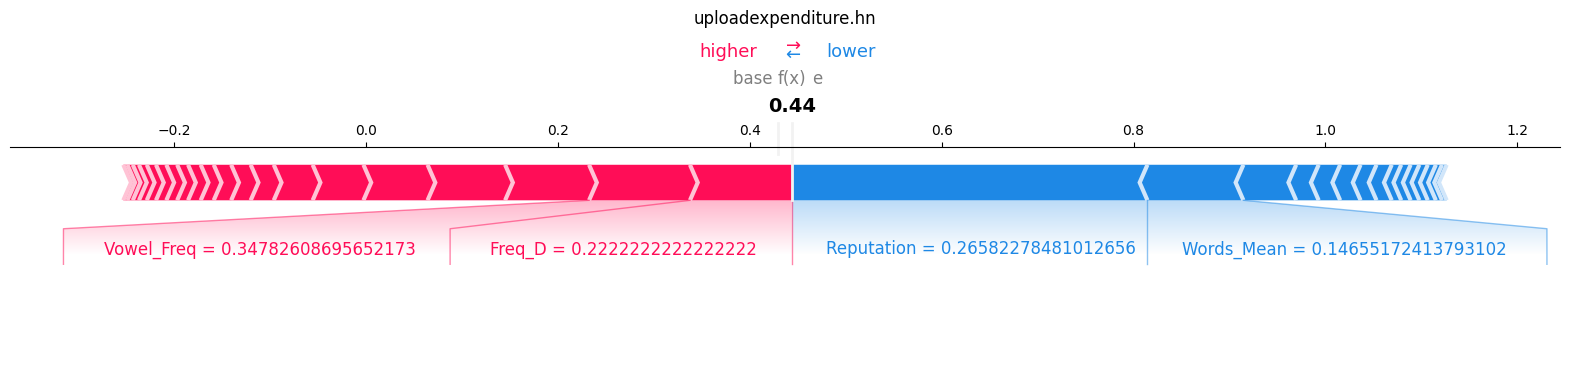 uploadexpenditure.hn
higher ⇄ lower
base f(x) e
0.44
−0.2 0.0 0.2 0.4 0.6 0.8 1.0 1.2
Vowel_Freq = 0.34782608695652173 Freq_D = 0.2222222222222222 Reputation = 0.26582278481012656 Words_Mean = 0.14655172413793102